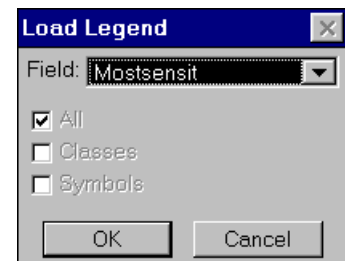 Load Legend
Field: Mostsensit
All
Classes
Symbols
OK Cancel